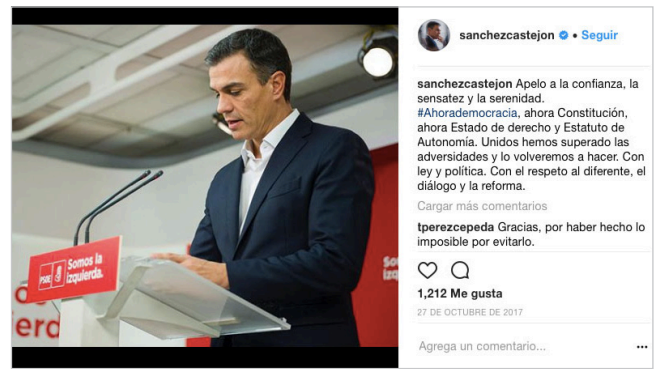 sanchezcastejon • Seguir
sanchezcastejon Apelo a la confianza, la
sensatez y la serenidad.
#Ahorademocracia, ahora Constitución,
ahora Estado de derecho y Estatuto de
Autonomía. Unidos hemos superado las
adversidades y lo volveremos a hacer. Con
ley y política. Con el respeto al diferente, el
diálogo y la reforma.
Cargar más comentarios
tperezcepeda Gracias, por haber hecho lo
imposible por evitarlo.
1,212 Me gusta
27 DE OCTUBRE DE 2017
Agrega un comentario...
PSOE
Somos la
izquierda.